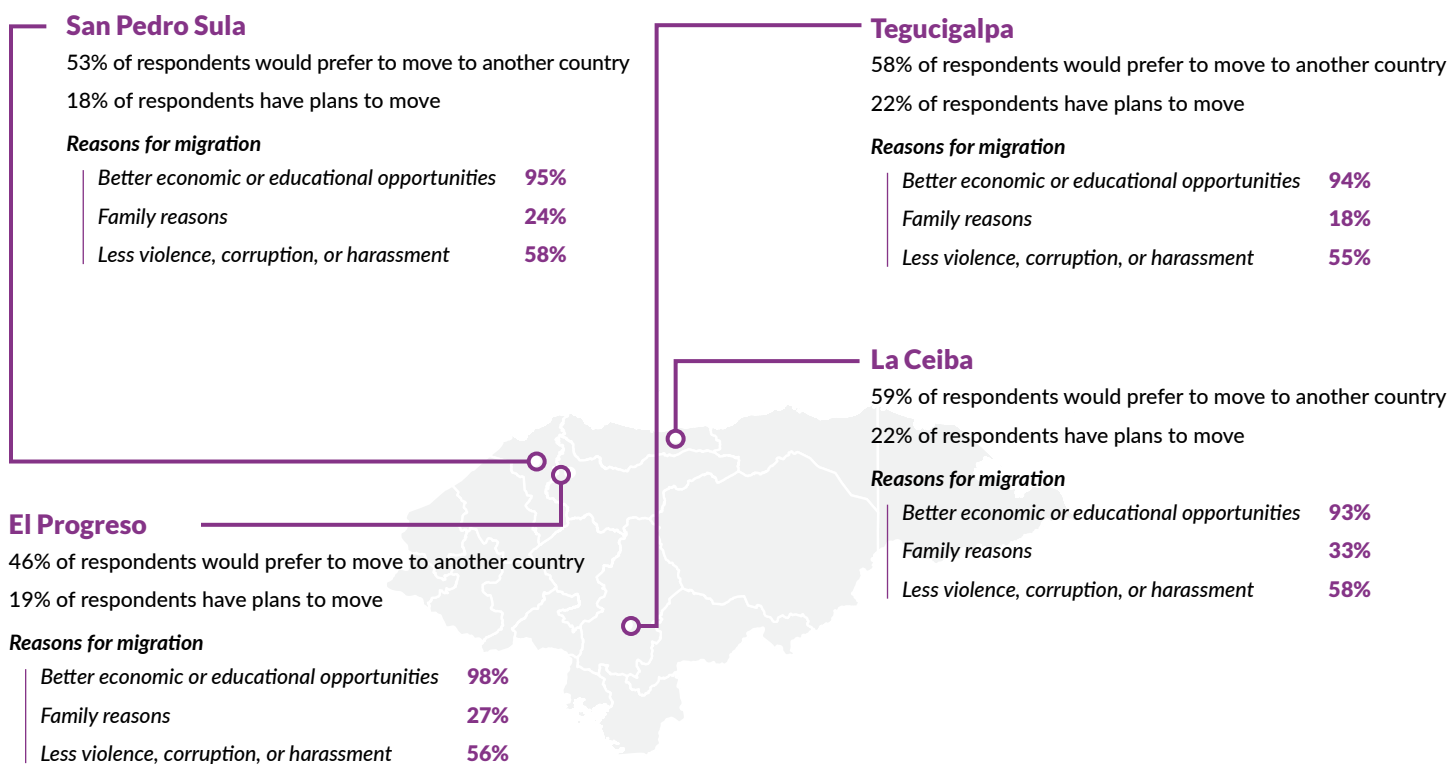 San Pedro Sula
53% of respondents would prefer to move to another country
18% of respondents have plans to move
Reasons for migration
Better economic or educational opportunities 95%
Family reasons 24%
Less violence, corruption, or harassment 58%
Tegucigalpa
58% of respondents would prefer to move to another country
22% of respondents have plans to move
Reasons for migration
Better economic or educational opportunities 94%
Family reasons 18%
Less violence, corruption, or harassment 55%
La Ceiba
59% of respondents would prefer to move to another country
22% of respondents have plans to move
Reasons for migration
Better economic or educational opportunities 93%
Family reasons 33%
Less violence, corruption, or harassment 58%
El Progreso
46% of respondents would prefer to move to another country
19% of respondents have plans to move
Reasons for migration
Better economic or educational opportunities 98%
Family reasons 27%
Less violence, corruption, or harassment 56%